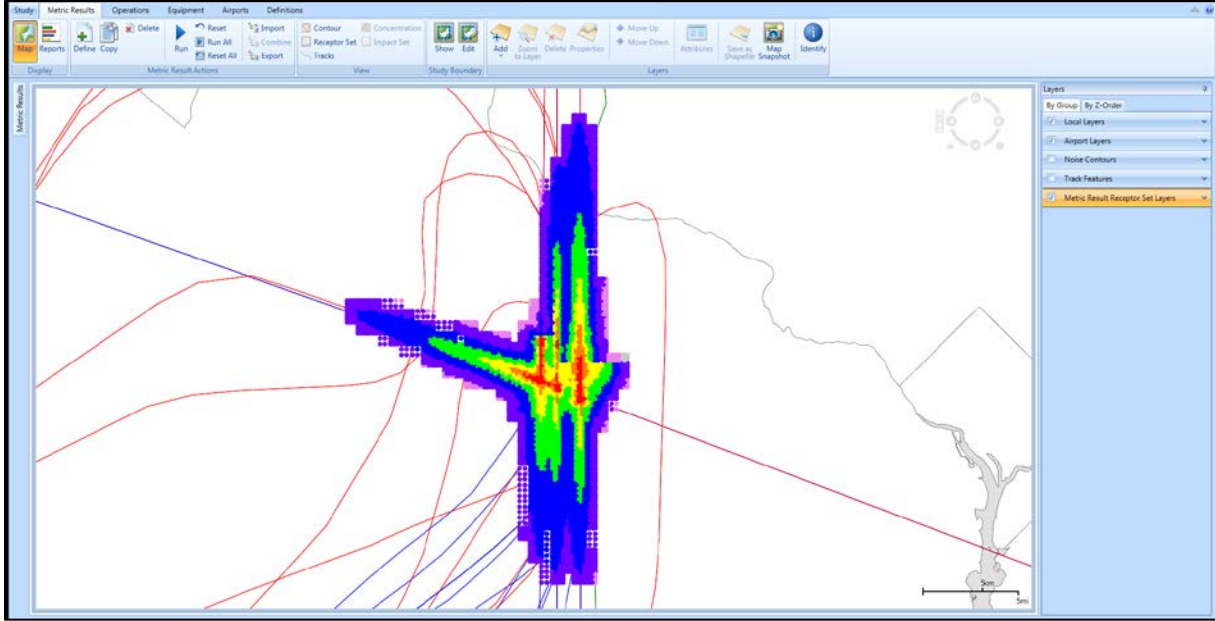 Study Metric Results Operations Equipment Airports Definitions
Map Reports Define Copy Delete Run Reset Run All Reset All Import Combine Export Contour Receptor Set Tracks Concentration Impact Set Show Edit Add Zoom to Layer Delete Properties Move Up Move Down Attributes Save as Shapefile Map Snapshot Identify
Display Metric Result Actions View Study Boundary Layers
Metric Results
Layers
By Group By Z-Order
Local Layers
Airport Layers
Noise Contours
Track Features
Metric Result Receptor Set Layers
5km
5mi